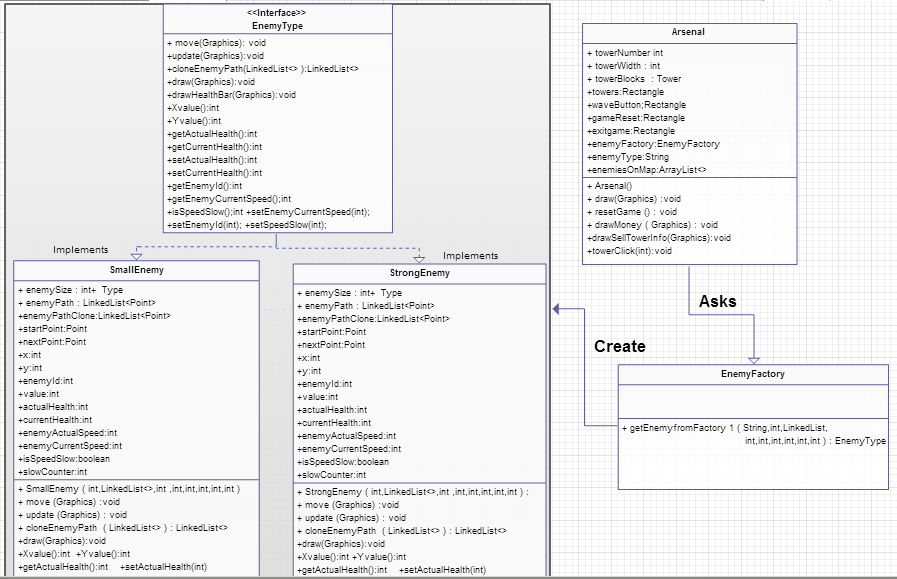 <<Interface>>
EnemyType
+ move(Graphics): void
+update(Graphics):void
+cloneEnemyPath(LinkedList<> ):LinkedList<>
+draw(Graphics):void
+drawHealthBar(Graphics):void
+Xvalue():int
+Yvalue():int
+getActualHealth():int
+getCurrentHealth():int
+setActualHealth():int
+setCurrentHealth():int
+getEnemyId():int
+getEnemyCurrentSpeed();int
+isSpeedSlow();int +setEnemyCurrentSpeed(int);
+setEnemyId(int); +setSpeedSlow(int);
Implements
Implements
SmallEnemy
+ enemySize : int+ Type
+ enemyPath : LinkedList<Point>
+enemyPathClone:LinkedList<Point>
+startPoint:Point
+nextPoint:Point
+x:int
+y:int
+enemyId:int
+value:int
+actualHealth:int
+currentHealth:int
+enemyActualSpeed:int
+enemyCurrentSpeed:int
+isSpeedSlow:boolean
+slowCounter:int
+ SmallEnemy ( int,LinkedList<>,int ,int,int,int,int,int )
+ move (Graphics) :void
+ update (Graphics) : void
+ cloneEnemyPath ( LinkedList<> ) : LinkedList<>
+draw(Graphics):void
+Xvalue():int +Yvalue():int
+getActualHealth():int +setActualHealth(int)
StrongEnemy
+ enemySize : int+ Type
+ enemyPath : LinkedList<Point>
+enemyPathClone:LinkedList<Point>
+startPoint:Point
+nextPoint:Point
+x:int
+y:int
+enemyId:int
+value:int
+actualHealth:int
+currentHealth:int
+enemyActualSpeed:int
+enemyCurrentSpeed:int
+isSpeedSlow:boolean
+slowCounter:int
+ StrongEnemy ( int,LinkedList<>,int ,int,int,int,int,int ) :
+ move (Graphics) :void
+ update (Graphics) : void
+ cloneEnemyPath ( LinkedList<> ) : LinkedList<>
+draw(Graphics):void
+Xvalue():int +Yvalue():int
+getActualHealth():int +setActualHealth(int)
Arsenal
+ towerNumber int
+ towerWidth : int
+ towerBlocks : Tower
+towers:Rectangle
+waveButton;Rectangle
+gameReset:Rectangle
+exitgame:Rectangle
+enemyFactory:EnemyFactory
+enemyType:String
+enemiesOnMap:ArrayList<>
+ Arsenal()
+ draw(Graphics) : void
+ resetGame () : void
+ drawMoney ( Graphics) : void
+drawSellTowerInfo(Graphics):void
+towerClick(int):void
Asks
Create
EnemyFactory
+ getEnemyfromFactory 1 ( String,int,LinkedList,
int,int,int,int,int,int ) : EnemyType